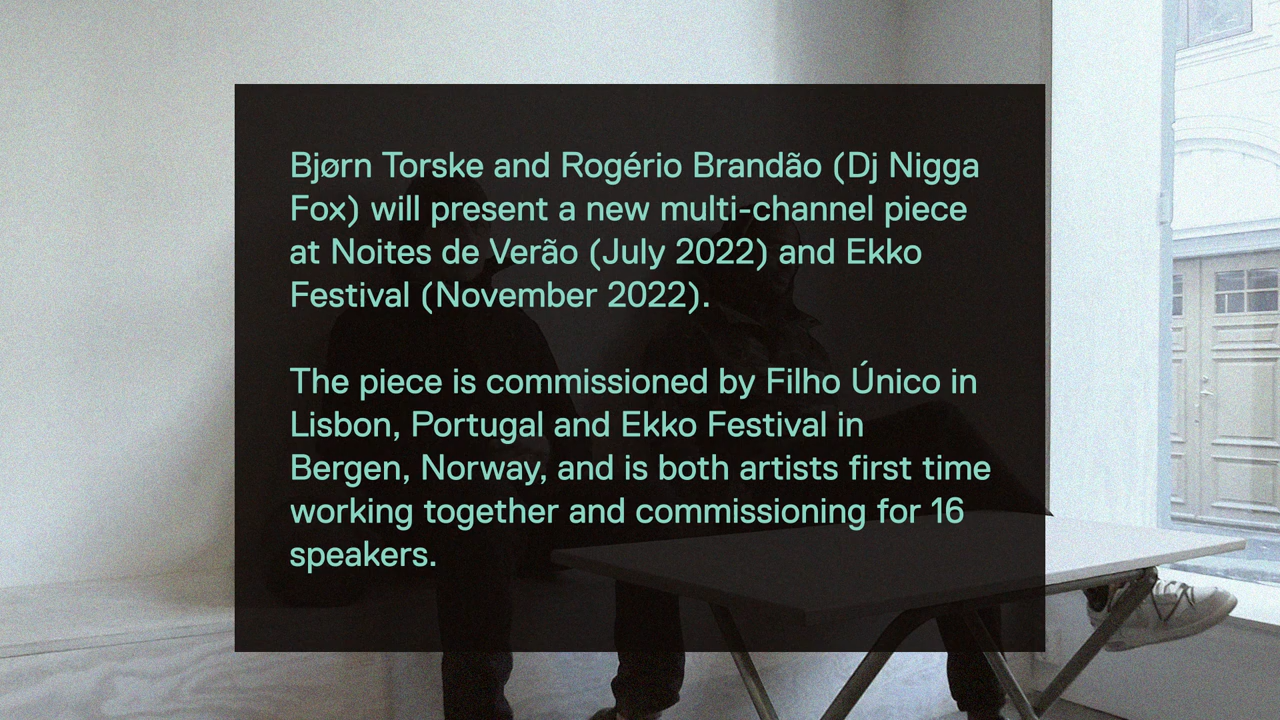 Bjørn Torske and Rogério Brandão (Dj Nigga
Fox) will present a new multi-channel piece
at Noites de Verão (July 2022) and Ekko
Festival (November 2022).
The piece is commissioned by Filho Único in
Lisbon, Portugal and Ekko Festival in
Bergen, Norway, and is both artists first time
working together and commissioning for 16
speakers.